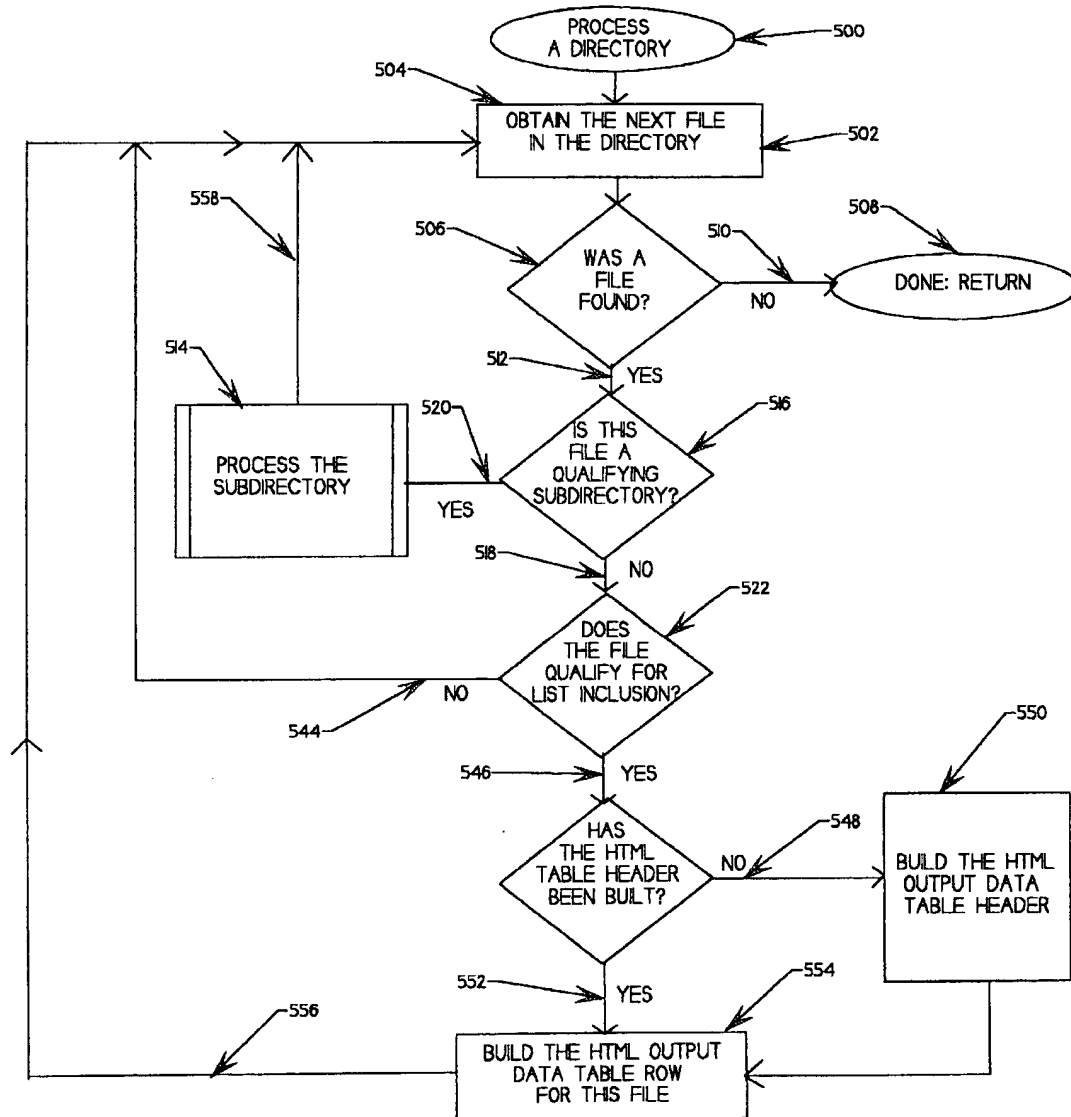 PROCESS
A DIRECTORY
500
504
OBTAIN THE NEXT FILE
IN THE DIRECTORY
502
558
506
WAS A
FILE
FOUND?
510
NO
508
DONE: RETURN
512
YES
514
PROCESS THE
SUBDIRECTORY
520
YES
IS THIS
FILE A
QUALIFYING
SUBDIRECTORY?
516
518
NO
522
DOES
THE FILE
QUALIFY FOR
LIST INCLUSION?
NO
544
546
YES
550
HAS
THE HTML
TABLE HEADER
BEEN BUILT?
NO
548
BUILD THE HTML
OUTPUT DATA
TABLE HEADER
552
YES
554
556
BUILD THE HTML OUTPUT
DATA TABLE ROW
FOR THIS FILE